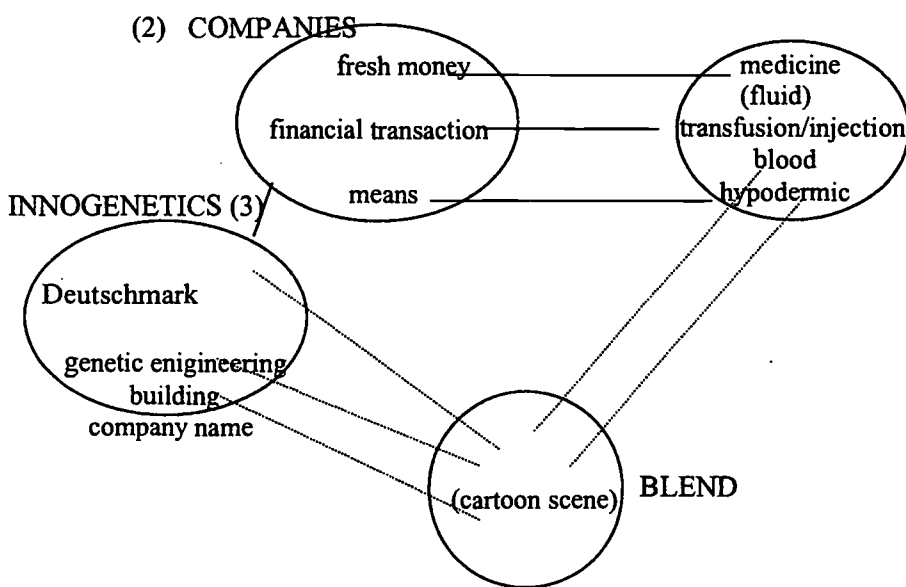 (2) COMPANIES
fresh money
financial transaction
means
medicine
(fluid)
transfusion/injection
blood
hypodermic
INNOGENETICS (3)
Deutschmark
genetic enigineering
building
company name
(cartoon scene)
BLEND